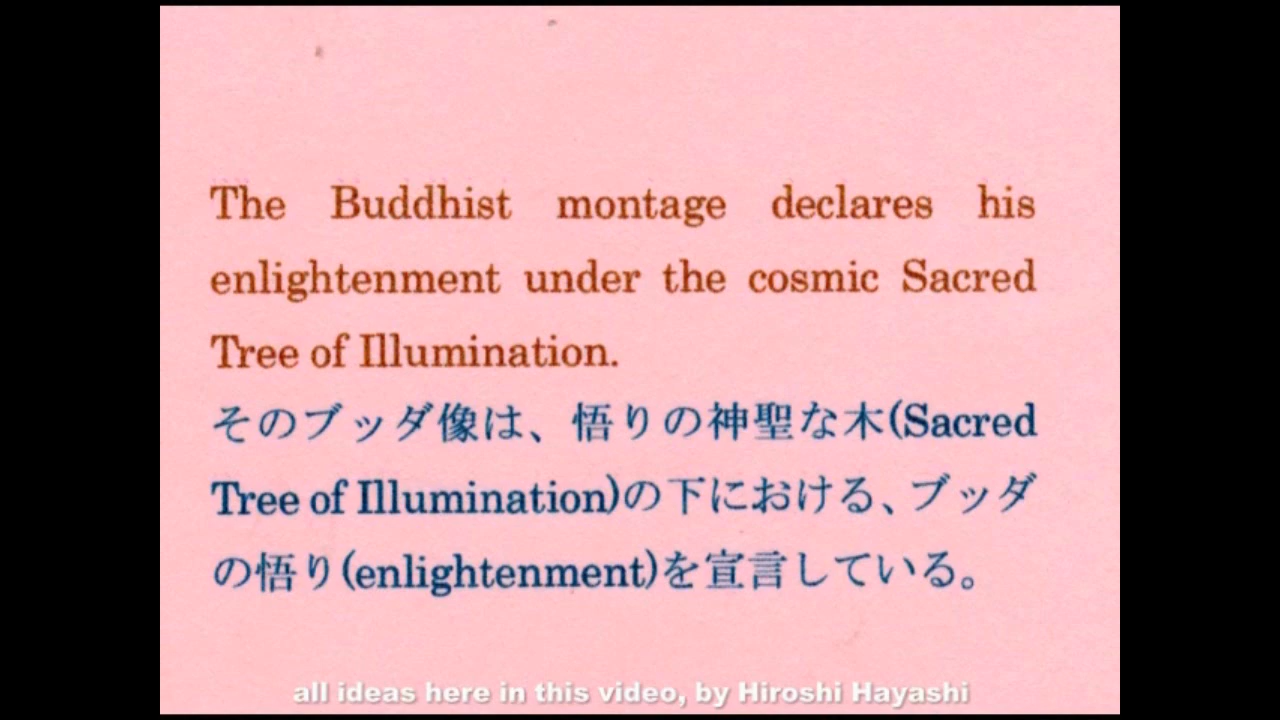 The Buddhist montage declares his
enlightenment under the cosmic Sacred
Tree of Illumination.
そのブッダ像は、悟りの神聖な木(Sacred
Tree of Illumination)の下における、ブッダ
の悟り(enlightenment)を宣言している。
all ideas here in this video, by Hiroshi Hayashi